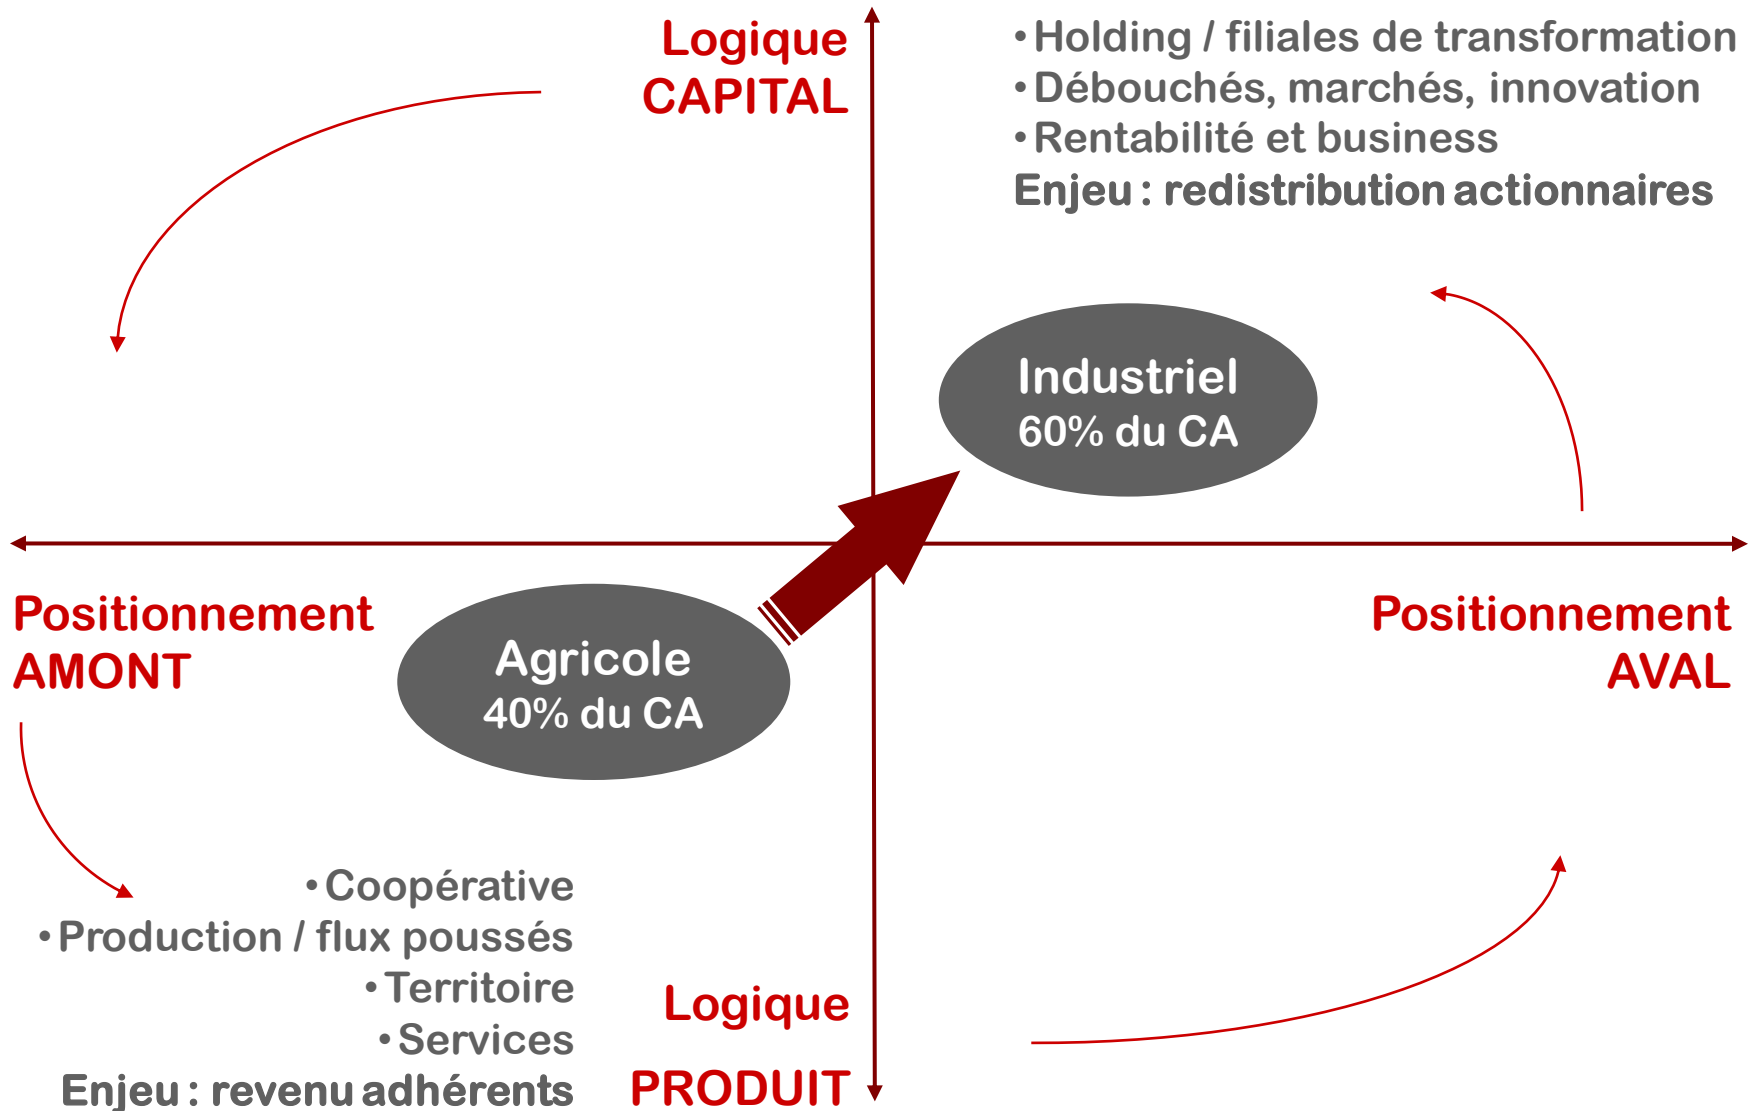 Logique
CAPITAL
• Holding / filiales de transformation
• Débouchés, marchés, innovation
• Rentabilité et business
Enjeu : redistribution actionnaires
Industriel
60% du CA
Positionnement
AMONT
Positionnement
AVAL
Agricole
40% du CA
• Coopérative
• Production / flux poussés
• Territoire
• Services
Enjeu : revenu adhérents
Logique
PRODUIT